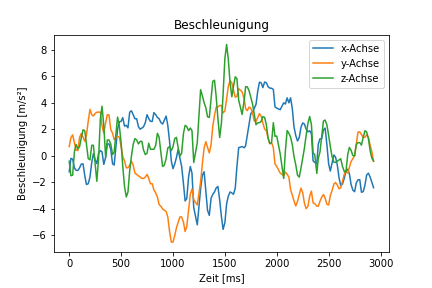 Beschleunigung
Beschleunigung [m/s²]
8
6
4
2
0
−2
−4
−6
x-Achse
y-Achse
z-Achse
0
500
1000
1500
2000
2500
3000
Zeit [ms]